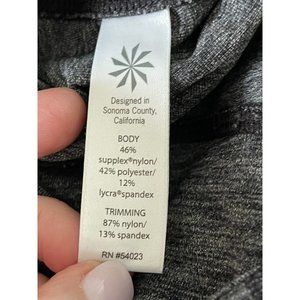 Designed in
Sonoma County,
California
BODY
46%
supplex®nylon/
42% polyester/
12%
lycra®spandex
TRIMMING
87% nylon/
13% spandex
RN #54023